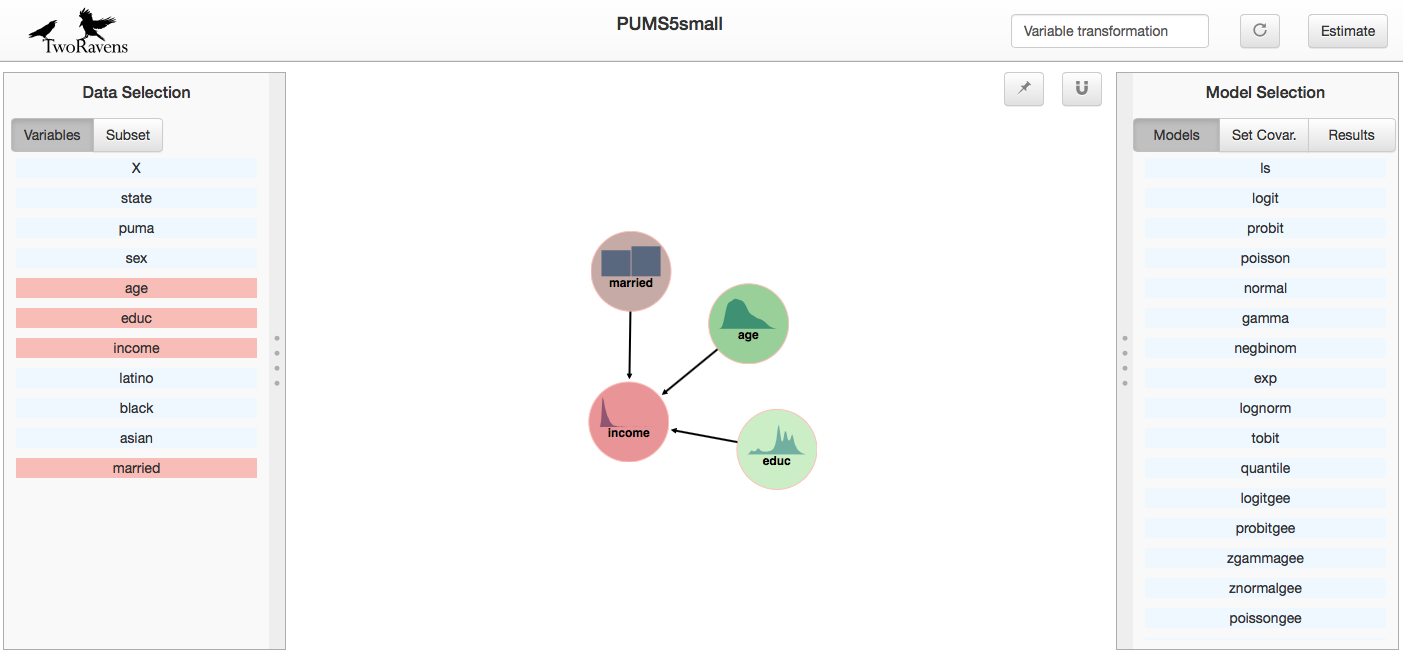 TwoRavens
PUMS5small
Variable transformation
Estimate
Data Selection
Variables
Subset
X
state
puma
sex
age
educ
income
latino
black
asian
married
married
age
income
educ
Model Selection
Models
Set Covar.
Results
ls
logit
probit
poisson
normal
gamma
negbinom
exp
lognorm
tobit
quantile
logitgee
probitgee
zgammagee
znormalgee
poissongee